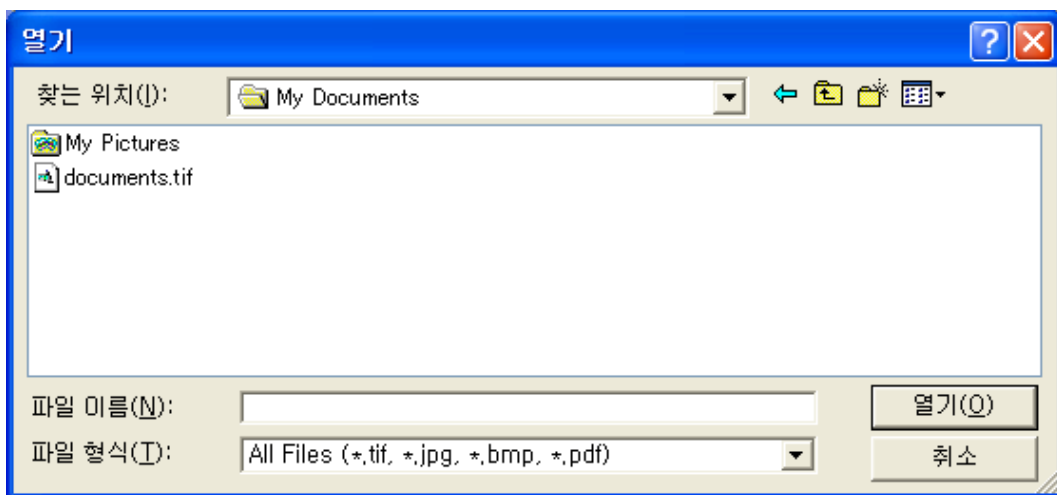 열기
찾는 위치(I):
My Documents
My Pictures
documents.tif
파일 이름(N):
열기(O)
파일 형식(T):
All Files (*.tif, *.jpg, *.bmp, *.pdf)
취소